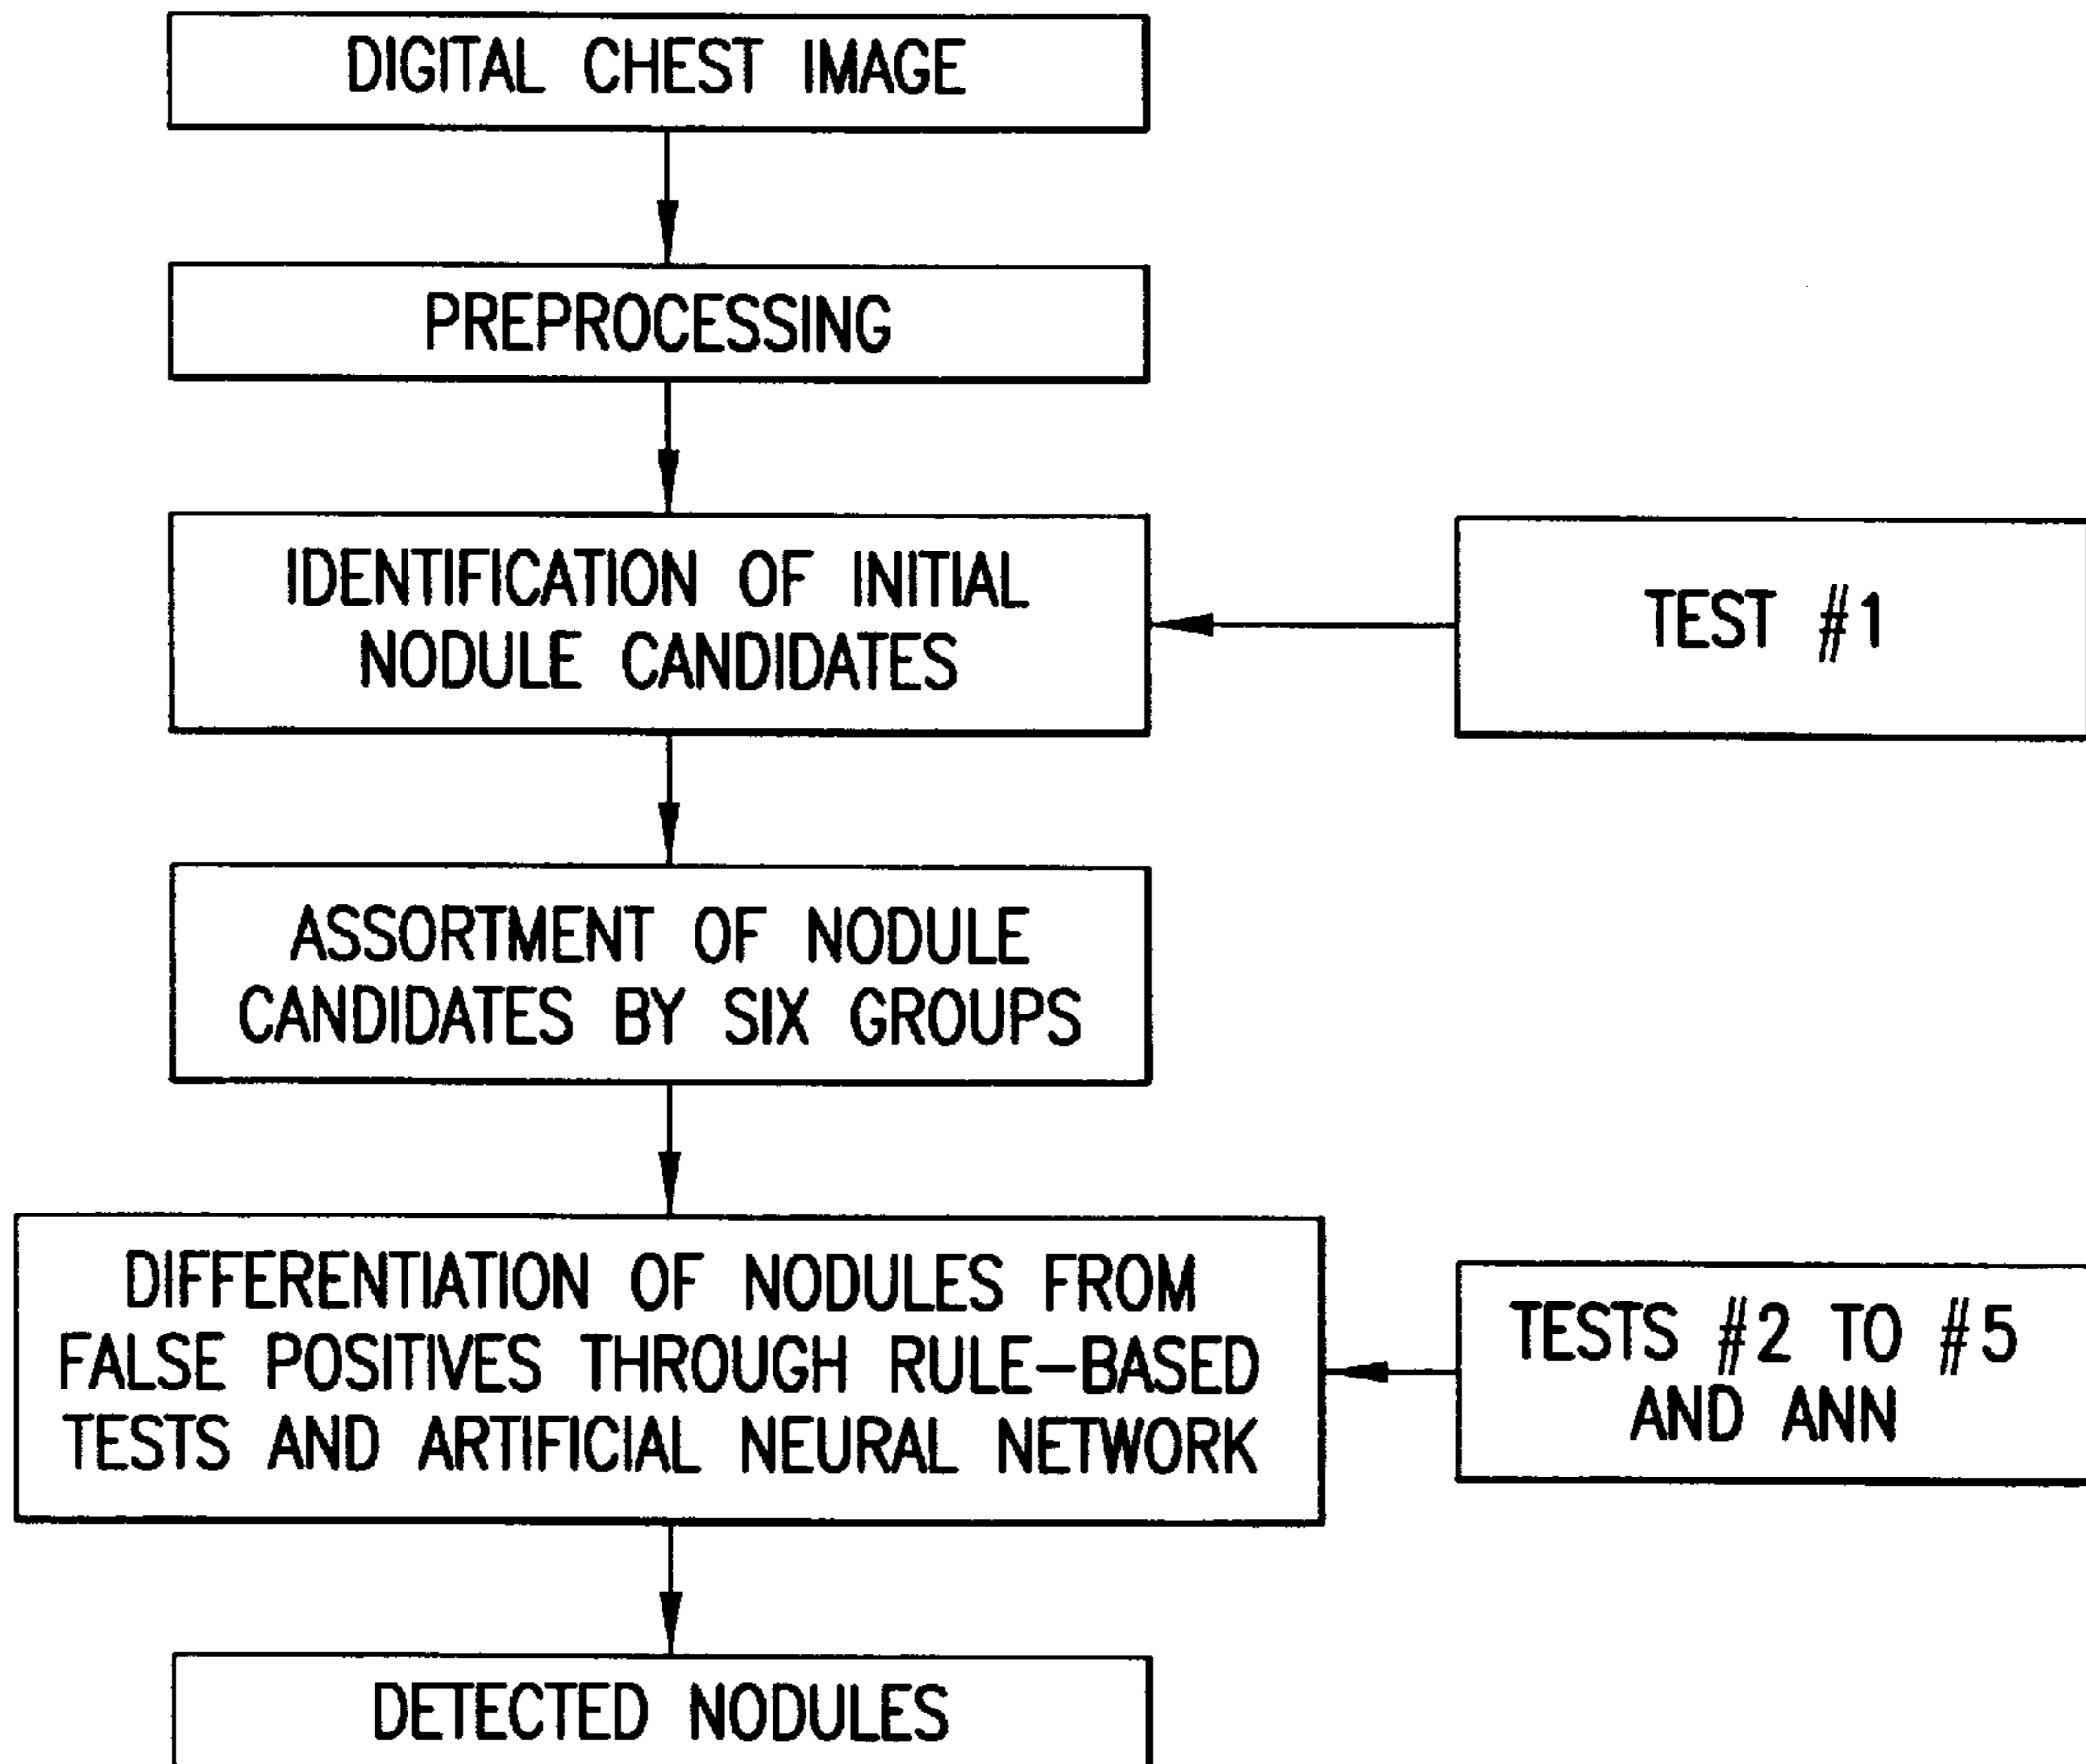 DIGITAL CHEST IMAGE
PREPROCESSING
IDENTIFICATION OF INITIAL
NODULE CANDIDATES
TEST #1
ASSORTMENT OF NODULE
CANDIDATES BY SIX GROUPS
DIFFERENTIATION OF NODULES FROM
FALSE POSITIVES THROUGH RULE-BASED
TESTS AND ARTIFICIAL NEURAL NETWORK
TESTS #2 TO #5
AND ANN
DETECTED NODULES